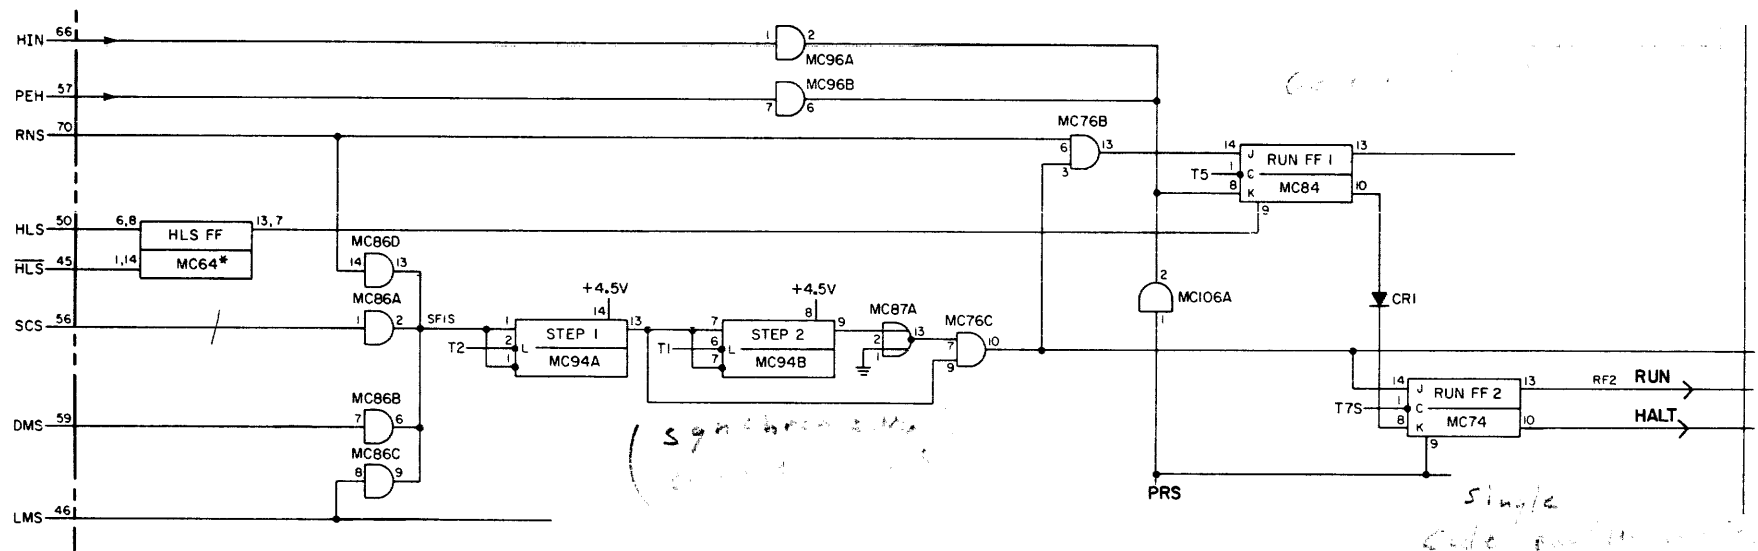 HIN 66
1 2
MC96A
PEH 57
MC96B
7 6
RNS 70
MC76B
6 13
3
14 J RUN FF 1 13
T5 1 C
8 K MC84 10
9
HLS 50 6,8 HLS FF 13,7
HLS 45 1,14 MC64*
MC86D
14 13
MC86A
SCS 56 1 2
SF1S
+4.5V
14
1 STEP 1 13
T2 2 L
1 MC94A
+4.5V
8
7 STEP 2 9
T1 6 L
7 MC94B
MC87A
2 13
1
MC76C
7 10
9
2
MC106A
1
CR1
MC86B
DMS 59 7 6
MC86C
8 9
LMS 46
14 J RUN FF 2 13 RF2 RUN
T7S 1 C
8 K MC74 10 HALT
9
PRS
single